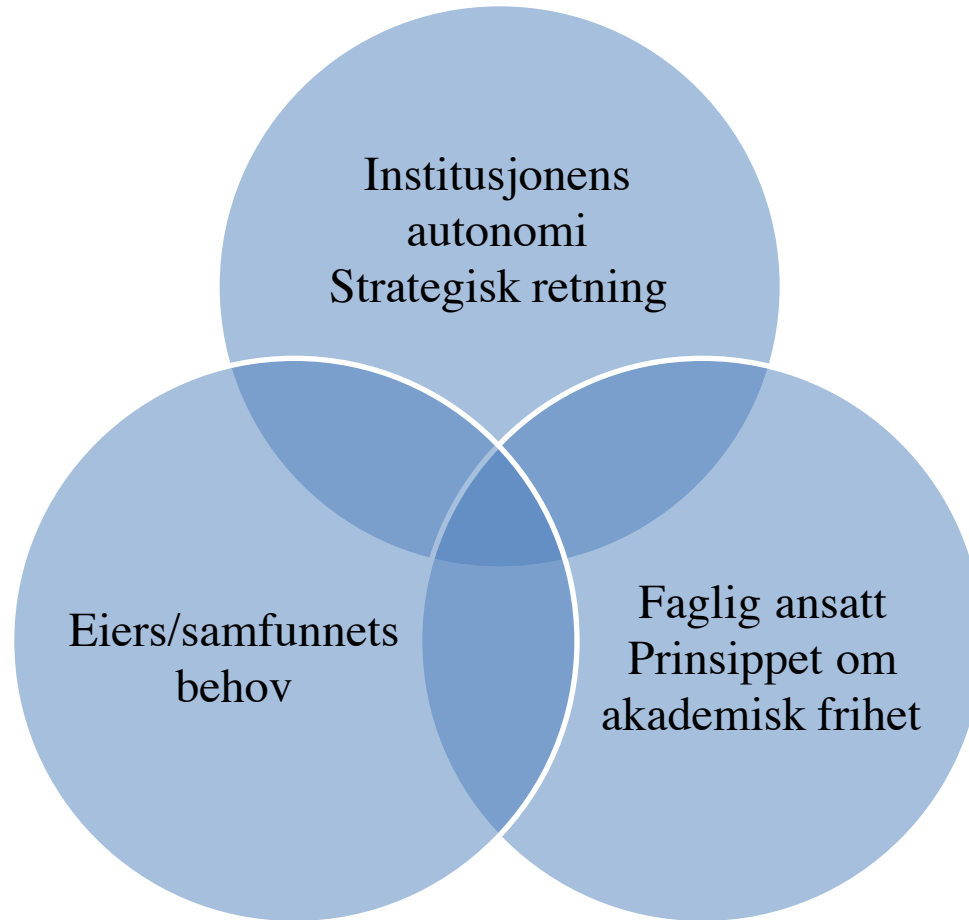 Institusjonens
autonomi
Strategisk retning
Eiers/samfunnets
behov
Faglig ansatt
Prinsippet om
akademisk frihet